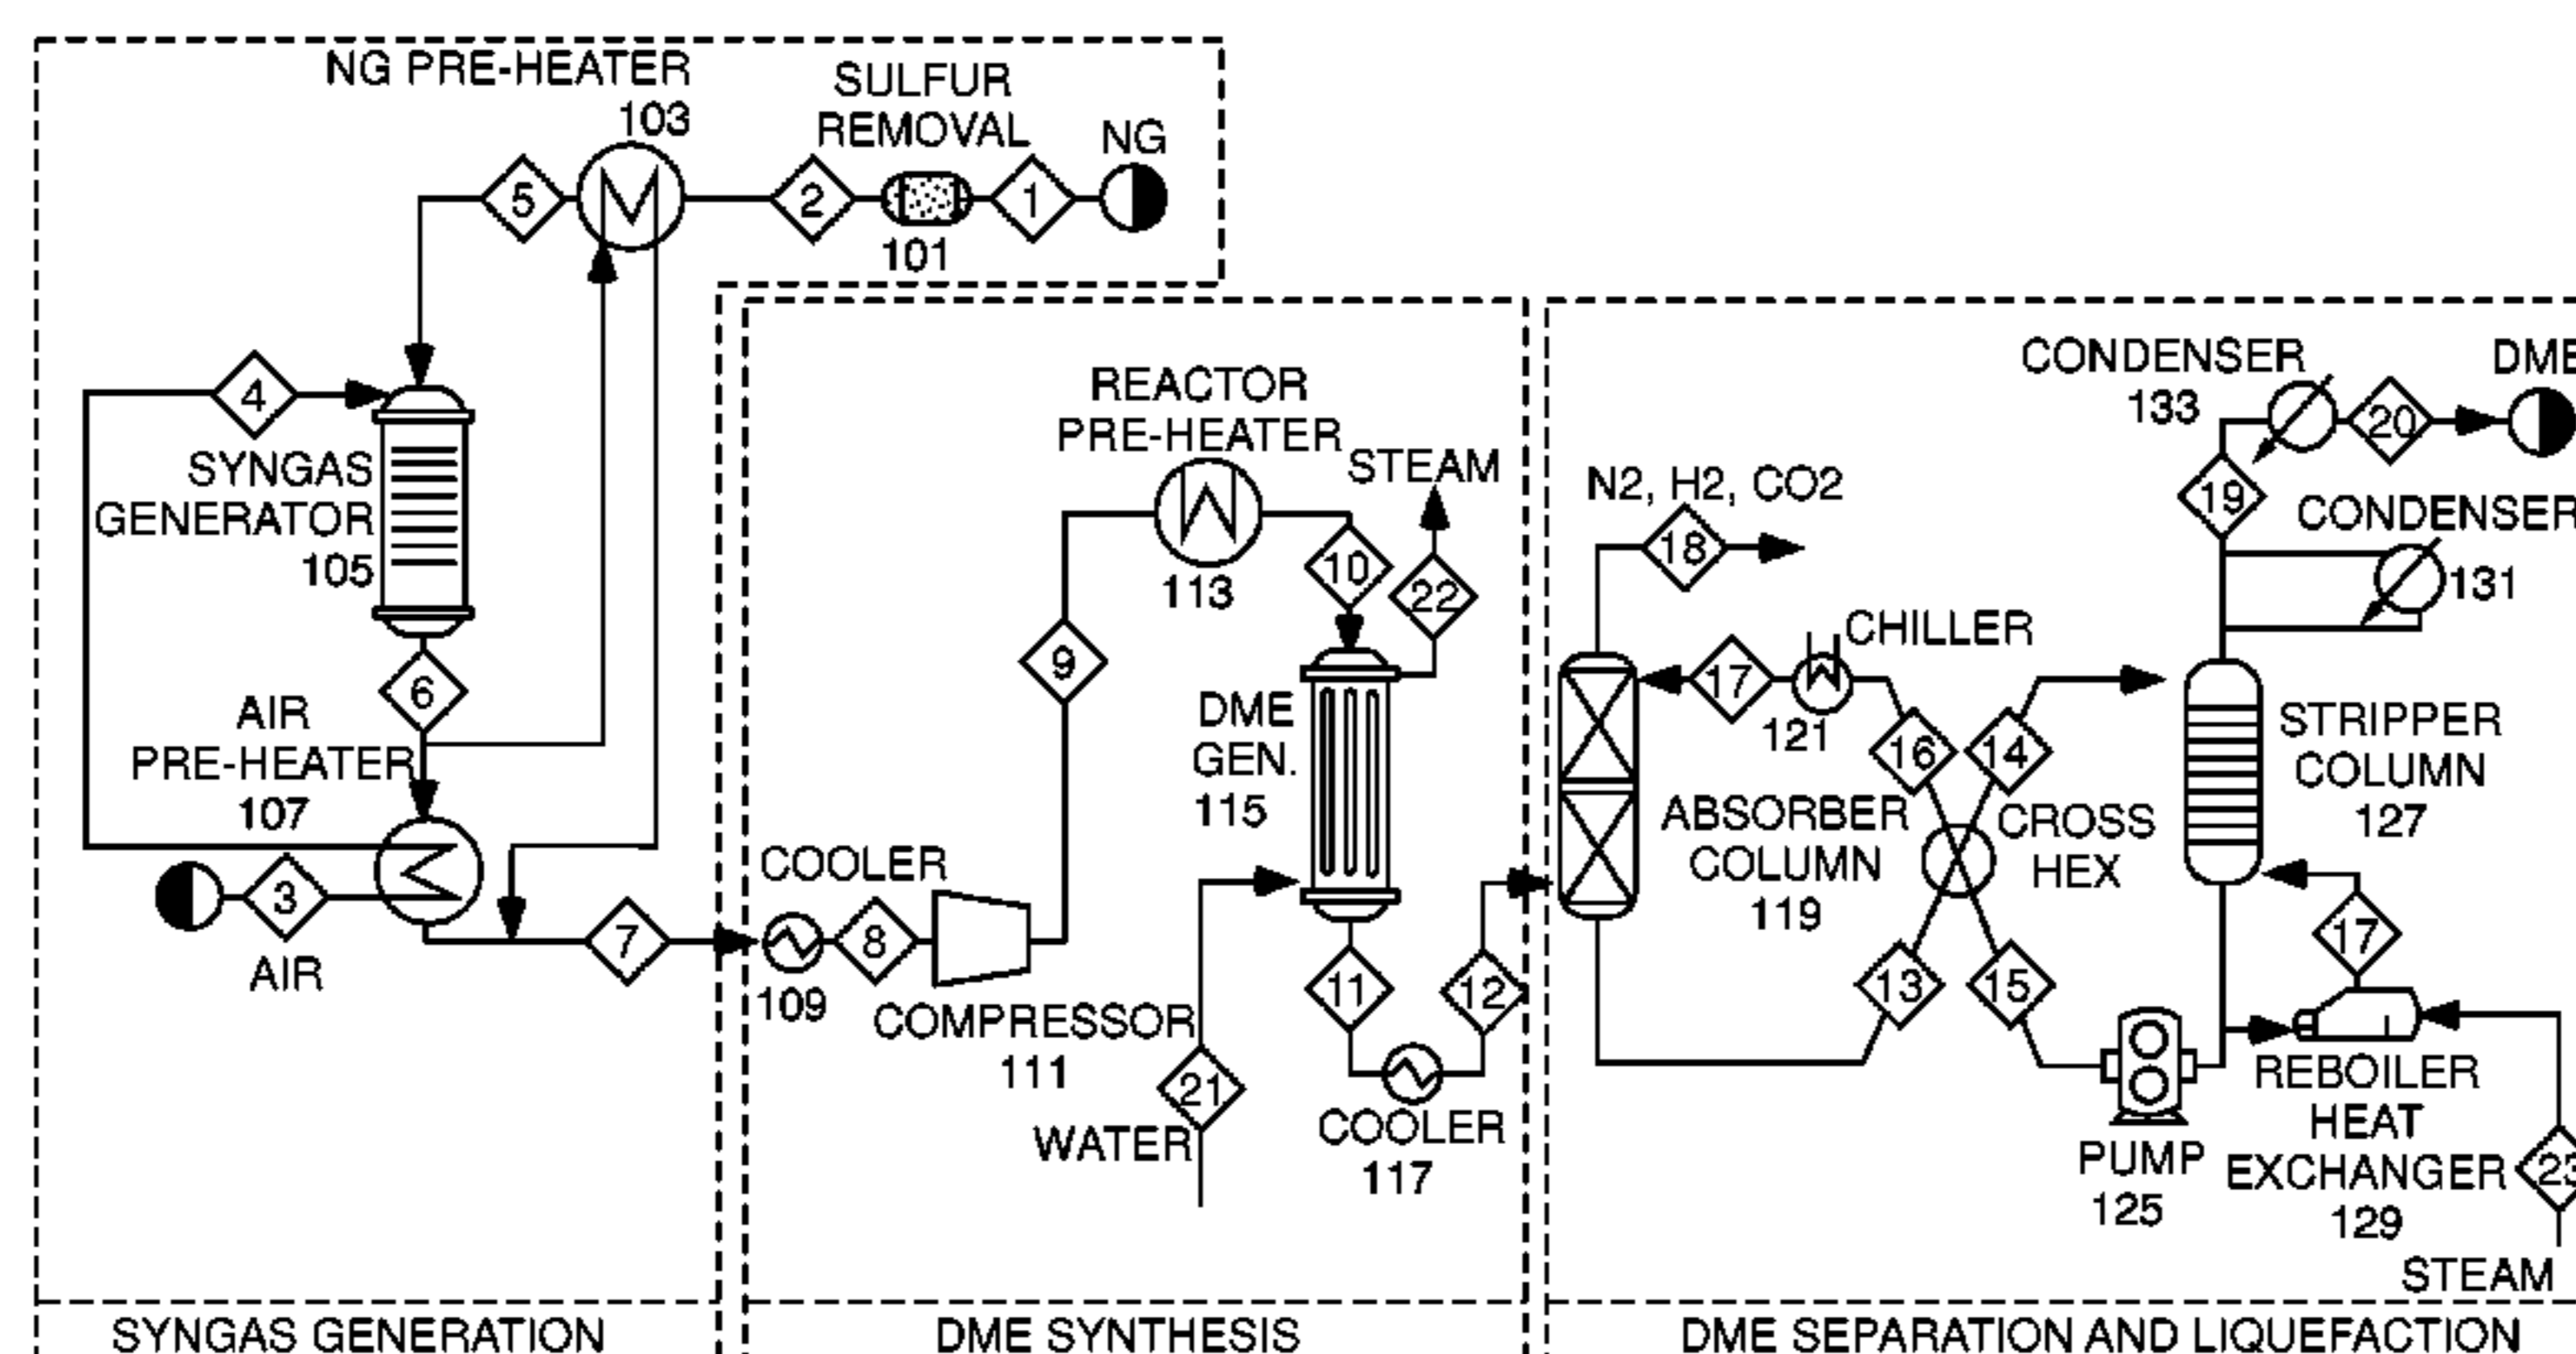 NG PRE-HEATER
103
SULFUR
REMOVAL
NG
5
2
1
101
4
SYNGAS
GENERATOR
105
6
AIR
PRE-HEATER
107
3
AIR
7
SYNGAS GENERATION
REACTOR
PRE-HEATER
113
STEAM
10
22
9
DME
GEN.
115
COOLER
8
109
COMPRESSOR
111
11
12
21
WATER
COOLER
117
DME SYNTHESIS
CONDENSER
133
DME
20
19
CONDENSER
131
N2, H2, CO2
18
CHILLER
17
121
16
14
STRIPPER
COLUMN
127
ABSORBER
COLUMN
119
CROSS
HEX
17
13
15
REBOILER
HEAT
EXCHANGER
129
PUMP
125
23
STEAM
DME SEPARATION AND LIQUEFACTION